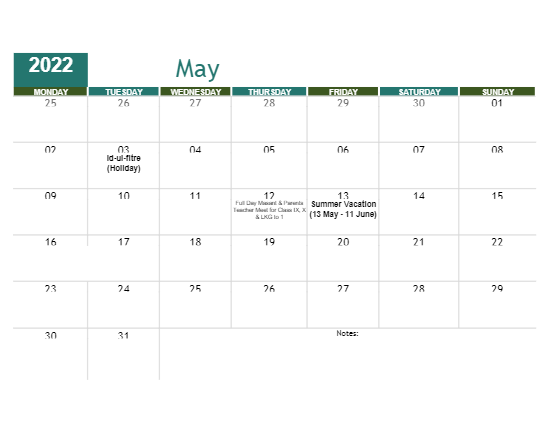 2022 May
MONDAY TUESDAY WEDNESDAY THURSDAY FRIDAY SATURDAY SUNDAY
25 26 27 28 29 30 01
02 03 04 05 06 07 08
Id-ul-fitre
(Holiday)
09 10 11 12 13 14 15
Full Day Masant & Parents
Teacher Meet for Class IX, X
& LKG to 1
Summer Vacation
(13 May - 11 June)
16 17 18 19 20 21 22
23 24 25 26 27 28 29
30 31
Notes: